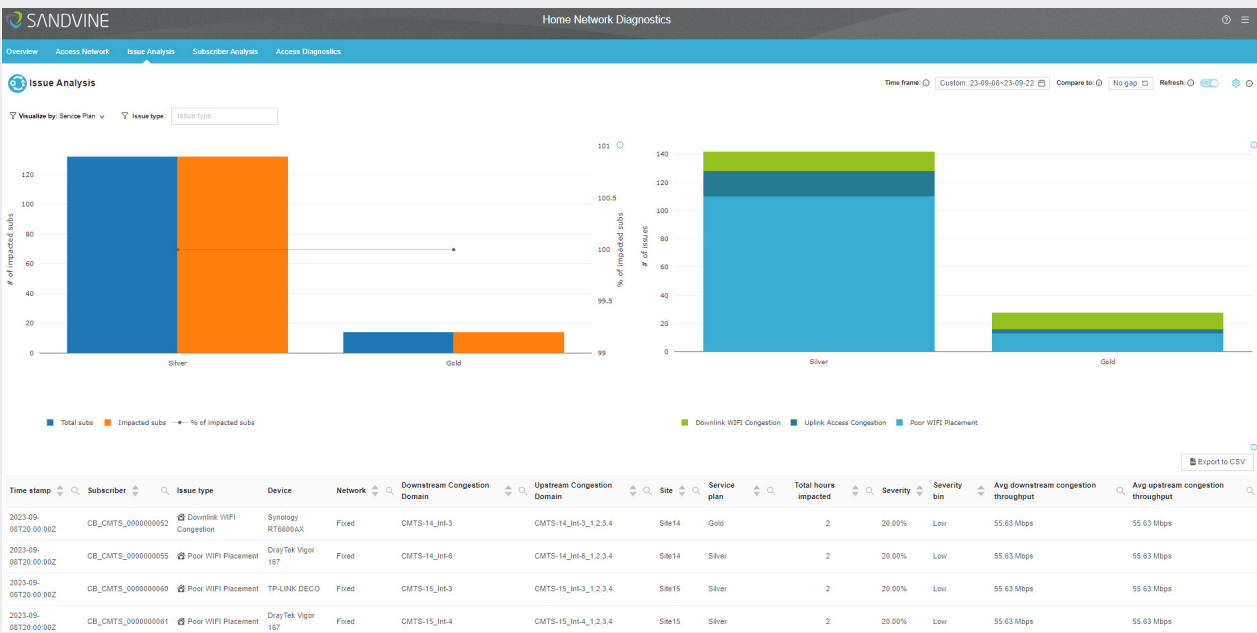 SANDVINE
Home Network Diagnostics
Overview Access Network Issue Analysis Subscriber Analysis Access Diagnostics
Issue Analysis
Time frame: Custom: 23-09-08~23-09-22 Compare to: No gap Refresh:
Visualize by: Service Plan Issue type: Issue type
# of impacted subs
120
100
80
60
40
20
0
Silver
Gold
101
100.5
100
99.5
99
% of impacted subs
Total subs Impacted subs % of impacted subs
# of issues
140
120
100
80
60
40
20
0
Silver
Gold
Downlink WIFI Congestion Uplink Access Congestion Poor WIFI Placement
Export to CSV
Time stamp Subscriber Issue type Device Network Downstream Congestion Domain Upstream Congestion Domain Site Service plan Total hours impacted Severity Severity bin Avg downstream congestion throughput Avg upstream congestion throughput
2023-09-08T20:00:00Z CB_CMTS_0000000052 Downlink WIFI Congestion Synology RT6600AX Fixed CMTS-14_Int-3 CMTS-14_Int-3_1,2,3,4 Site14 Gold 2 20.00% Low 55.63 Mbps 55.63 Mbps
2023-09-08T20:00:00Z CB_CMTS_0000000055 Poor WIFI Placement DrayTek Vigor 167 Fixed CMTS-14_Int-6 CMTS-14_Int-6_1,2,3,4 Site14 Silver 2 20.00% Low 55.63 Mbps 55.63 Mbps
2023-09-08T20:00:00Z CB_CMTS_0000000060 Poor WIFI Placement TP-LINK DECO Fixed CMTS-15_Int-3 CMTS-15_Int-3_1,2,3,4 Site15 Silver 2 20.00% Low 55.63 Mbps 55.63 Mbps
2023-09-08T20:00:00Z CB_CMTS_0000000061 Poor WIFI Placement DrayTek Vigor 167 Fixed CMTS-15_Int-4 CMTS-15_Int-4_1,2,3,4 Site15 Silver 2 20.00% Low 55.63 Mbps 55.63 Mbps